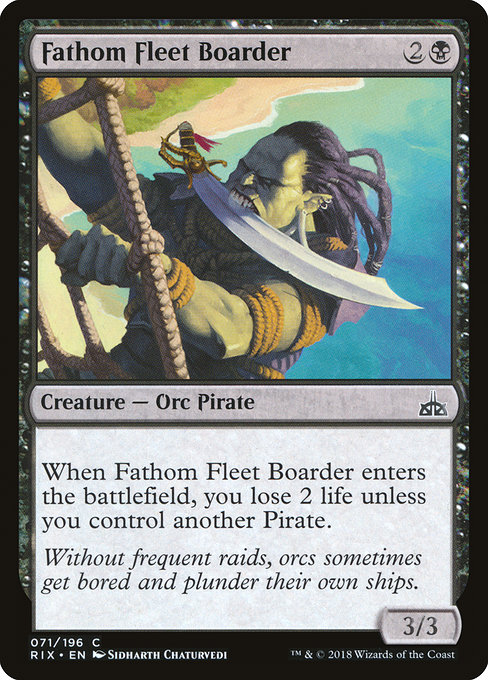 Fathom Fleet Boarder 2
Creature — Orc Pirate
When Fathom Fleet Boarder enters
the battlefield, you lose 2 life unless
you control another Pirate.
Without frequent raids, orcs sometimes
get bored and plunder their own ships.
3/3
071/196 C
RIX • EN Sidharth Chaturvedi
™ & © 2018 Wizards of the Coast